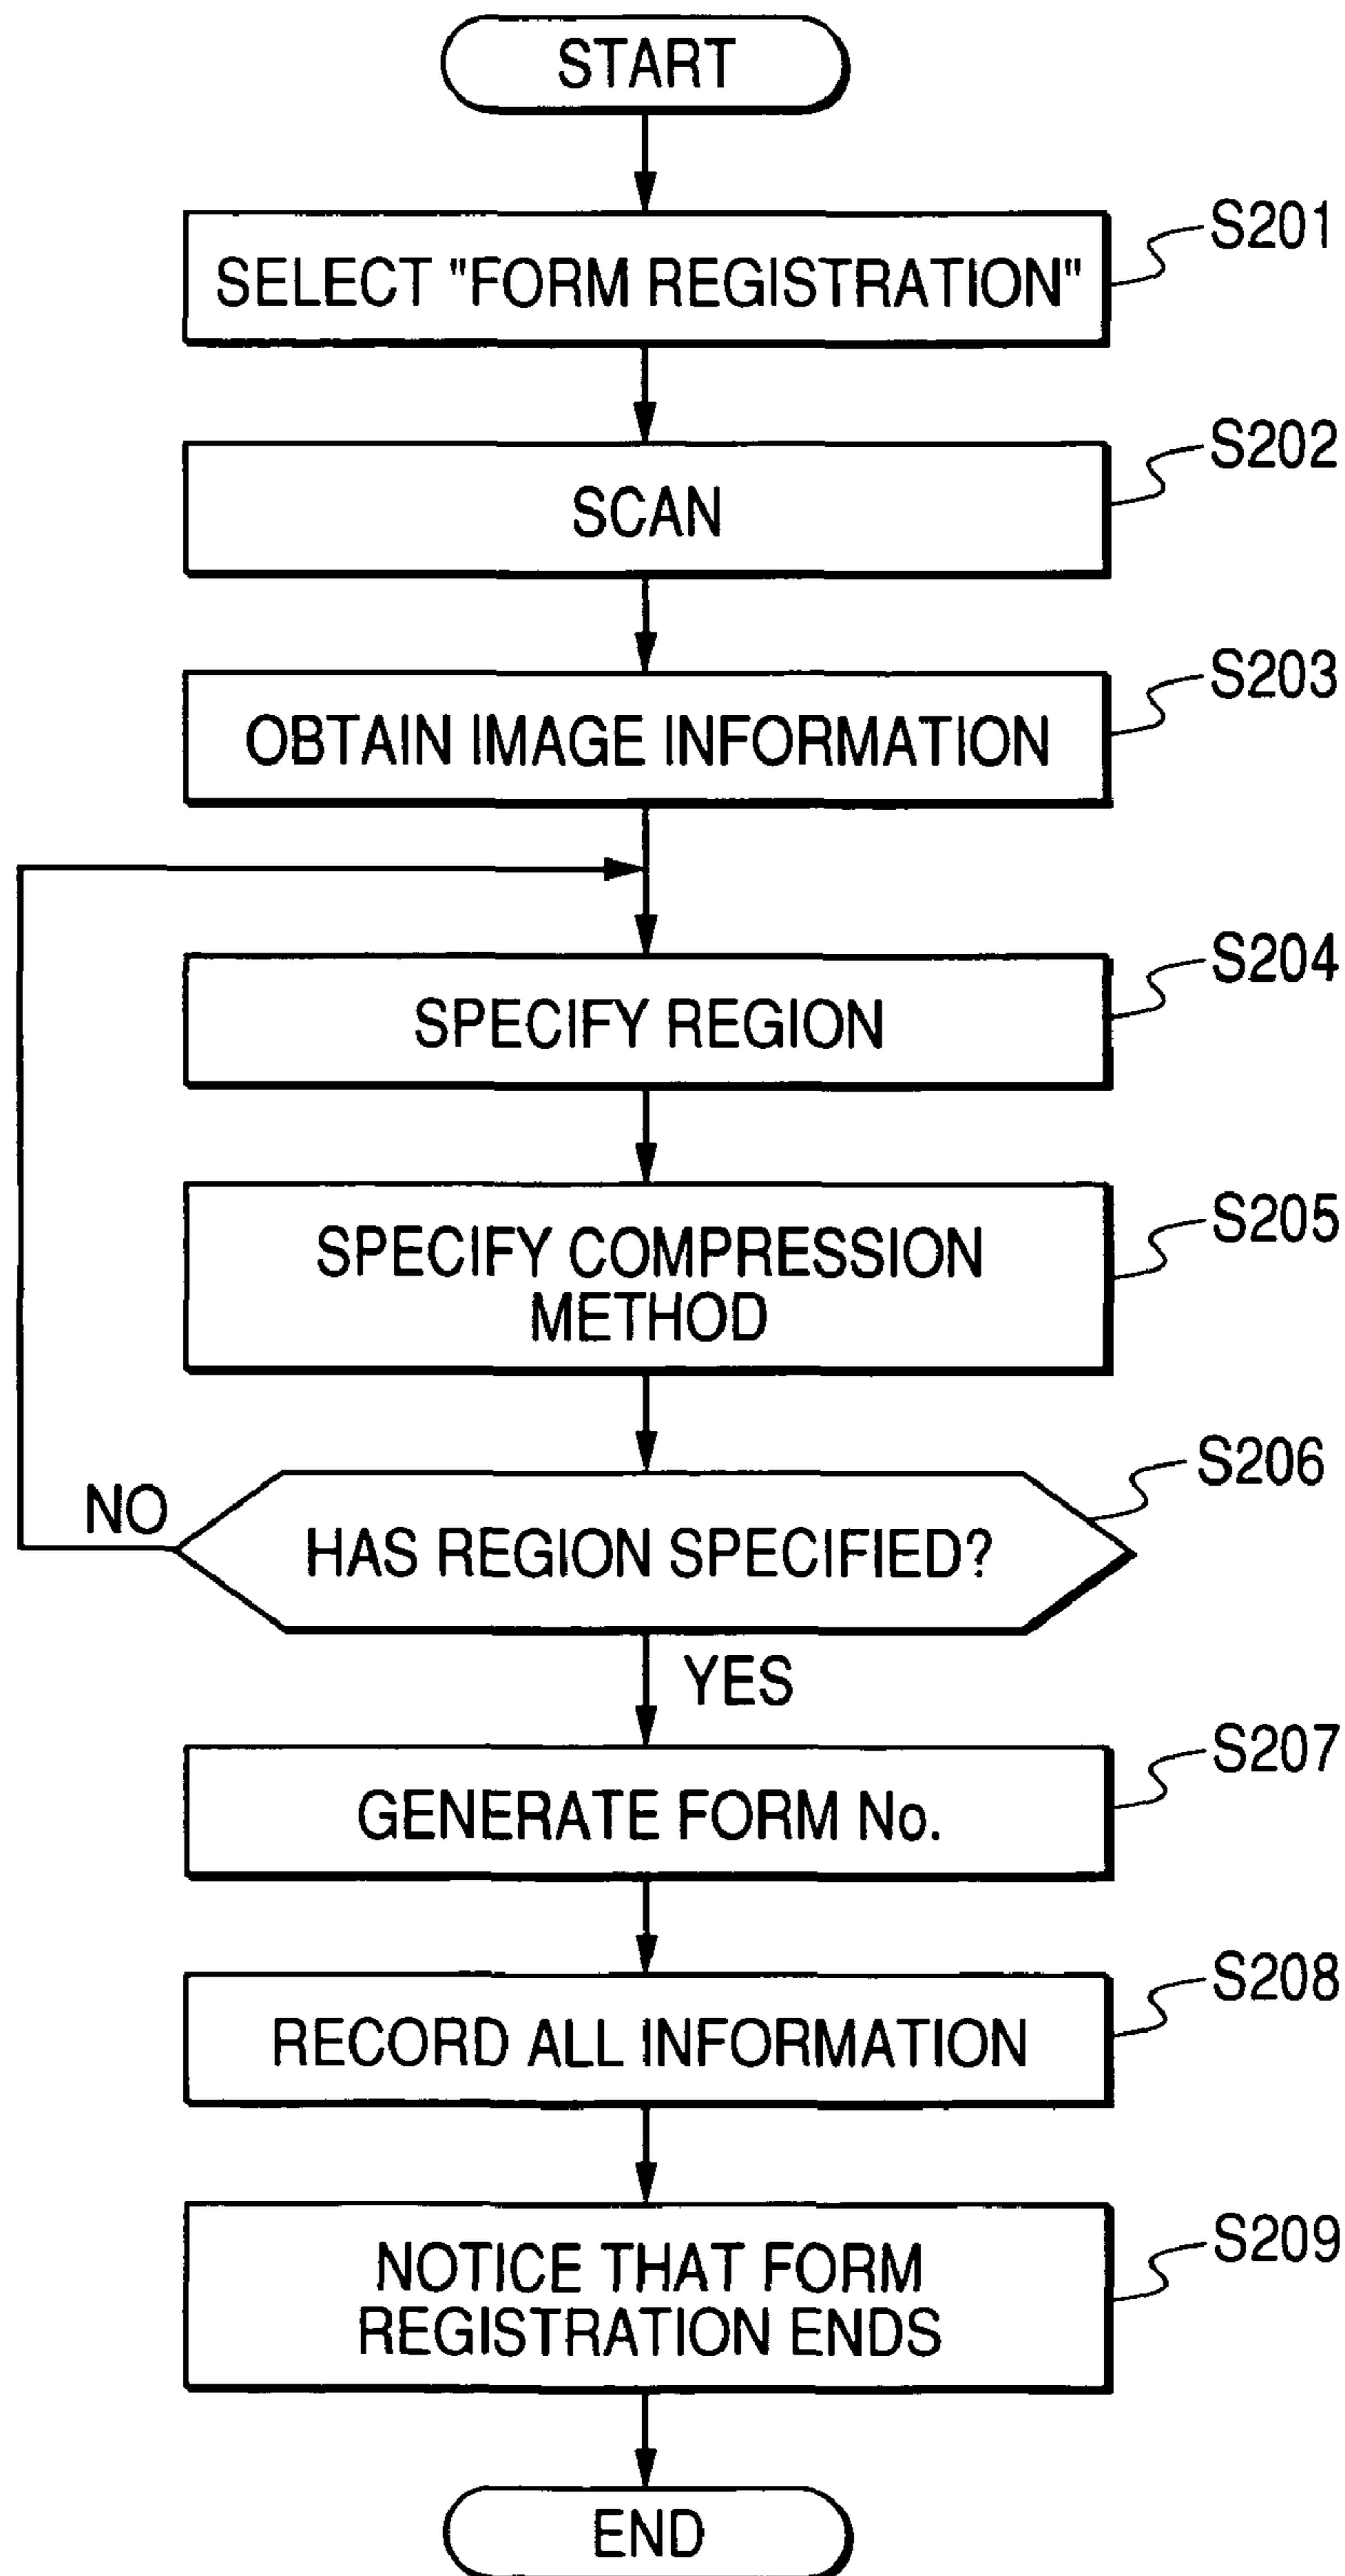 START
S201
SELECT "FORM REGISTRATION"
S202
SCAN
S203
OBTAIN IMAGE INFORMATION
S204
SPECIFY REGION
S205
SPECIFY COMPRESSION
METHOD
S206
NO
HAS REGION SPECIFIED?
YES
S207
GENERATE FORM No.
S208
RECORD ALL INFORMATION
S209
NOTICE THAT FORM
REGISTRATION ENDS
END